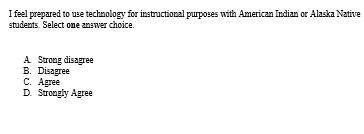 I feel prepared to use technology for instructional purposes with American Indian or Alaska Native
students. Select one answer choice.
A. Strong disagree
B. Disagree
C. Agree
D. Strongly Agree